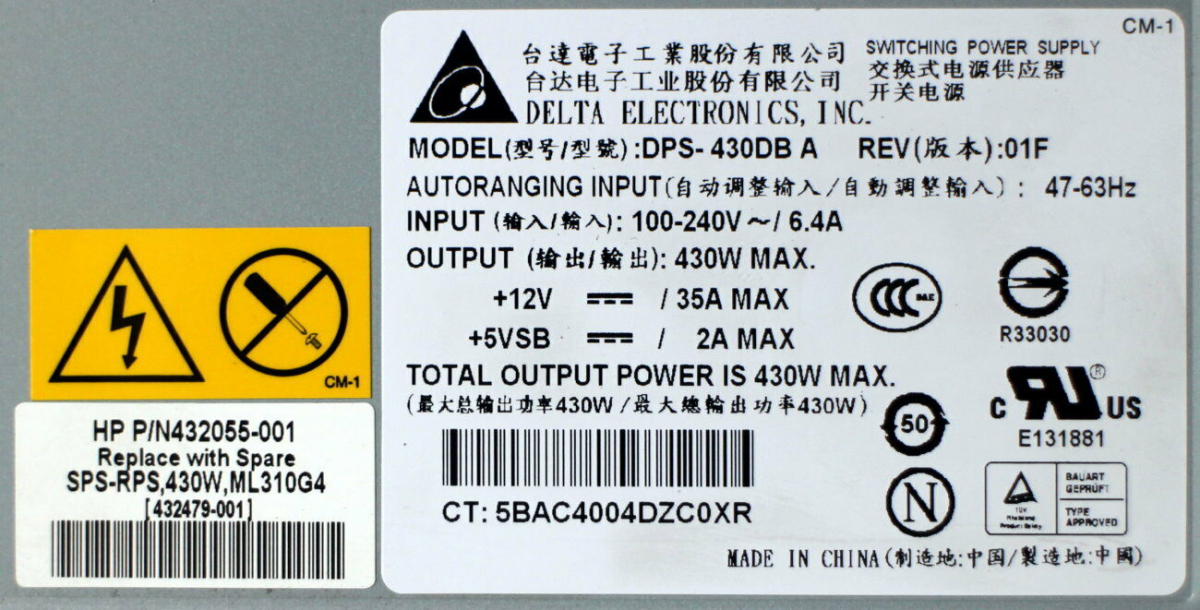 CM-1
台達電子工業股份有限公司
台达电子工业股份有限公司
DELTA ELECTRONICS, INC.
SWITCHING POWER SUPPLY
交换式电源供应器
开关电源
MODEL(型号/型號):DPS- 430DB A REV(版本):01F
AUTORANGING INPUT(自动调整输入/自動調整輸入): 47-63Hz
INPUT (输入/輸入): 100-240V ~/ 6.4A
OUTPUT (输出/輸出): 430W MAX.
+12V ⎓ / 35A MAX
+5VSB ⎓ / 2A MAX
TOTAL OUTPUT POWER IS 430W MAX.
(最大总输出功率430W/最大總輸出功率430W)
CT: 5BAC4004DZC0XR
CCC S&E
R33030
50
c RU ® US
E131881
N
TÜV
Rheinland
Product Safety
BAUART
GEPRÜFT
TYPE
APPROVED
MADE IN CHINA(制造地:中国/製造地:中國)
CM-1
HP P/N432055-001
Replace with Spare
SPS-RPS,430W,ML310G4
[432479-001]